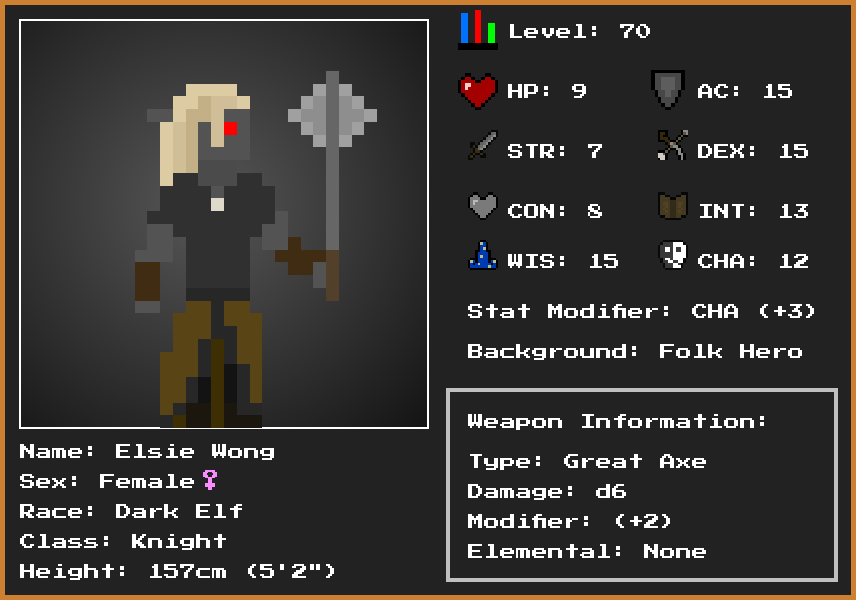 Level: 70
HP: 9
AC: 15
STR: 7
DEX: 15
CON: 8
INT: 13
WIS: 15
CHA: 12
Stat Modifier: CHA (+3)
Background: Folk Hero
Weapon Information:
Type: Great Axe
Damage: d6
Modifier: (+2)
Elemental: None
Name: Elsie Wong
Sex: Female♀
Race: Dark Elf
Class: Knight
Height: 157cm (5'2")